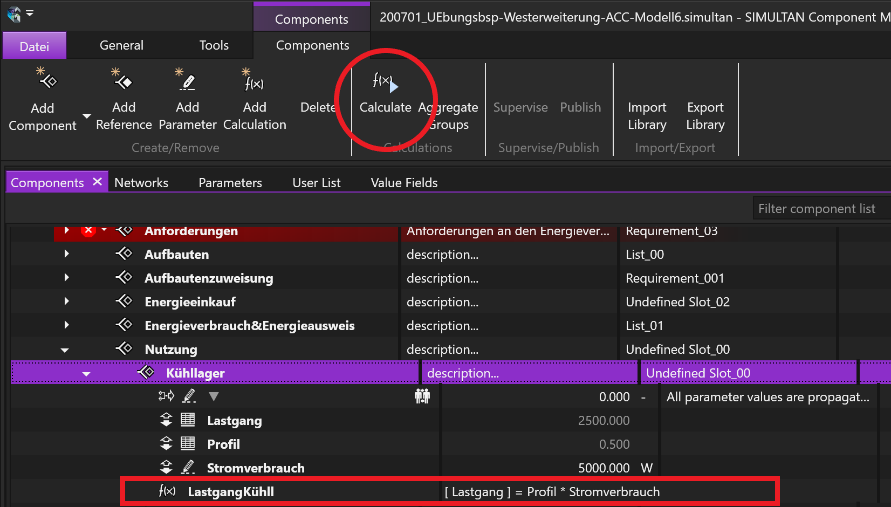 Components
200701_UEbungsbsp-Westerweiterung-ACC-Modell6.simultan - SIMULTAN Component M
Datei
General
Tools
Components
Add Component
Add Reference
Add Parameter
f(x)
Add Calculation
Delete
f(x)
Calculate
Aggregate Groups
Supervise
Publish
Import Library
Export Library
Create/Remove
Calculations
Supervise/Publish
Import/Export
Components
Networks
Parameters
User List
Value Fields
Filter component list
Anforderungen Anforderungen an den Energiever... Requirement_03
Aufbauten description... List_00
Aufbautenzuweisung description... Requirement_001
Energieeinkauf description... Undefined Slot_02
Energieverbrauch&Energieausweis description... List_01
Nutzung description... Undefined Slot_00
Kühllager description... Undefined Slot_00
0.000 - All parameter values are propagat...
Lastgang 2500.000
Profil 0.500
Stromverbrauch 5000.000 W
f(x) LastgangKühll [ Lastgang ] = Profil * Stromverbrauch